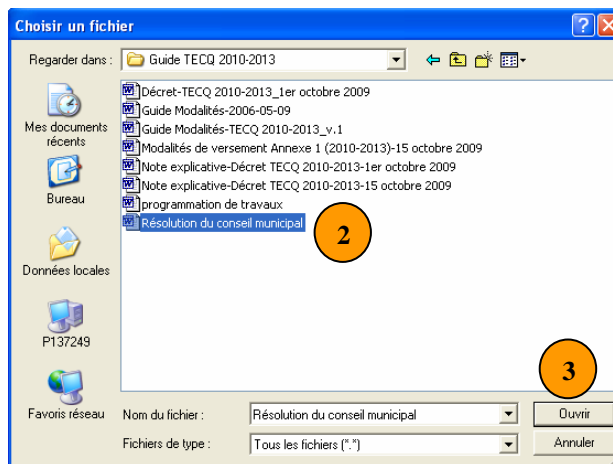 Choisir un fichier
Regarder dans :
Guide TECQ 2010-2013
Mes documents
récents
Bureau
Données locales
P137249
Favoris réseau
Décret-TECQ 2010-2013_1er octobre 2009
Guide Modalités-2006-05-09
Guide Modalités-TECQ 2010-2013_v.1
Modalités de versement Annexe 1 (2010-2013)-15 octobre 2009
Note explicative-Décret TECQ 2010-2013-1er octobre 2009
Note explicative-Décret TECQ 2010-2013-15 octobre 2009
programmation de travaux
Résolution du conseil municipal
2
3
Nom du fichier :
Résolution du conseil municipal
Ouvrir
Fichiers de type :
Tous les fichiers (*.*)
Annuler